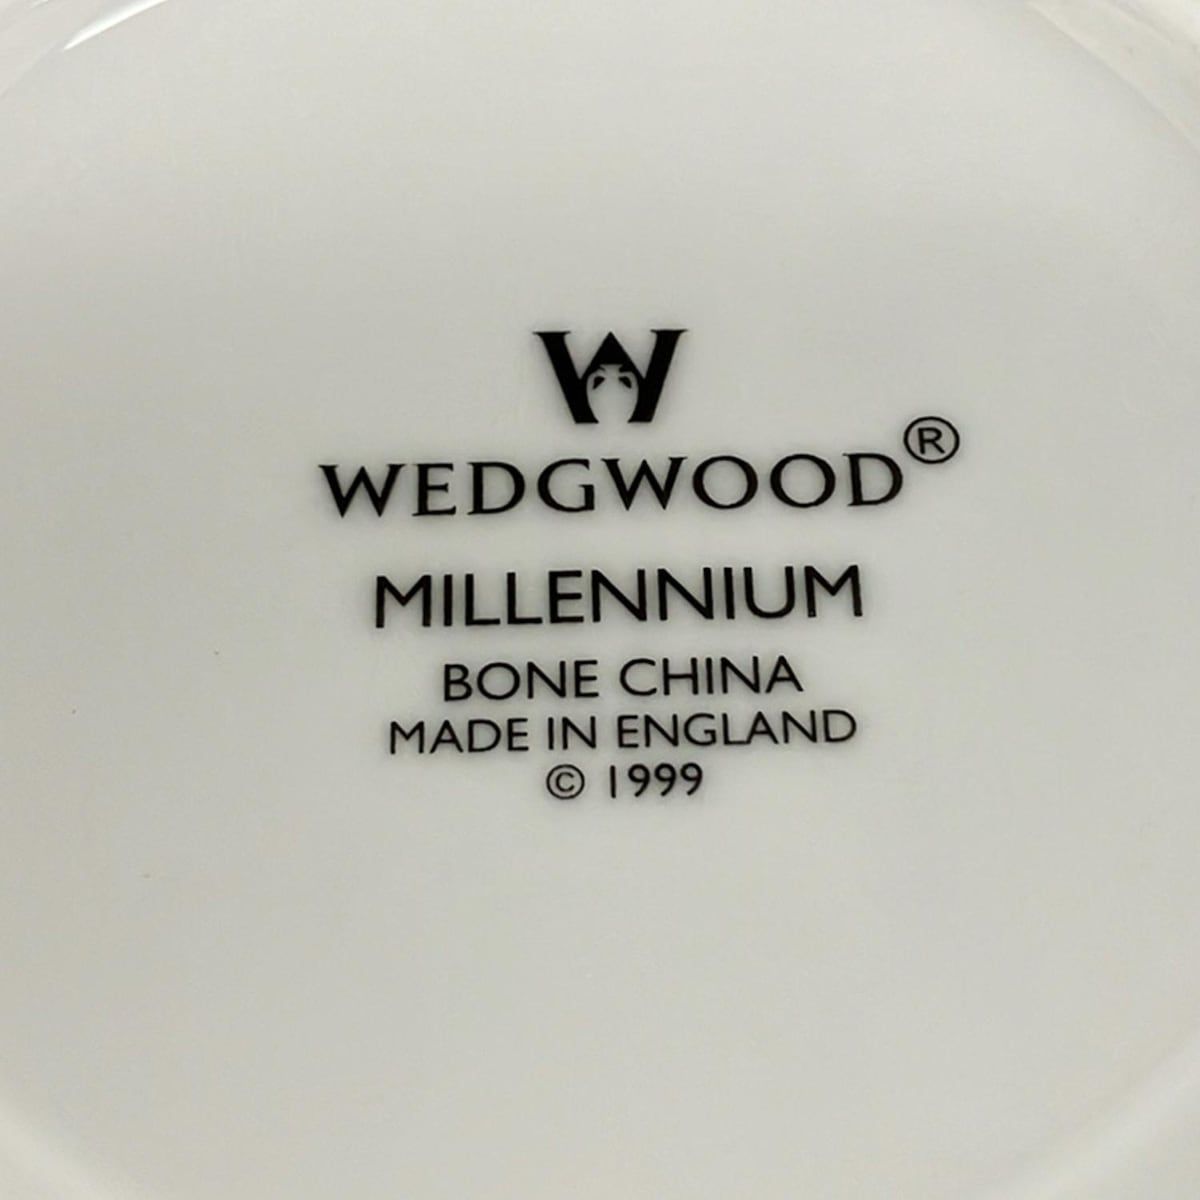 W
WEDGWOOD®
MILLENNIUM
BONE CHINA
MADE IN ENGLAND
© 1999